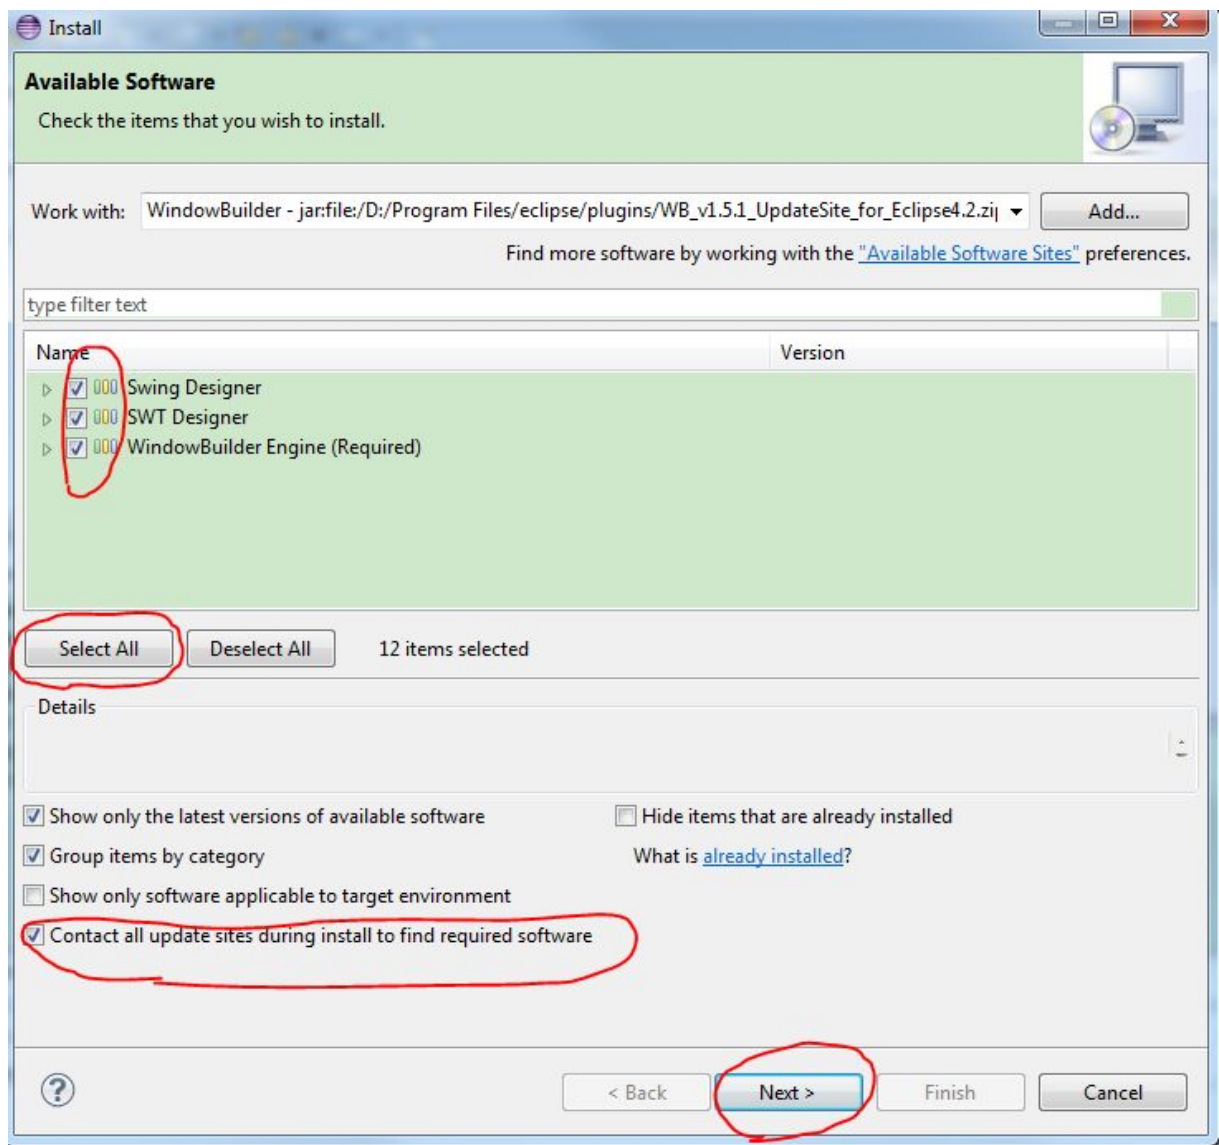 Install
Available Software
Check the items that you wish to install.
Work with: WindowBuilder - jar:file:/D:/Program Files/eclipse/plugins/WB_v1.5.1_UpdateSite_for_Eclipse4.2.zip Add...
Find more software by working with the "Available Software Sites" preferences.
type filter text
Name Version
Swing Designer
SWT Designer
WindowBuilder Engine (Required)
Select All Deselect All 12 items selected
Details
Show only the latest versions of available software Hide items that are already installed
Group items by category What is already installed?
Show only software applicable to target environment
Contact all update sites during install to find required software
? < Back Next > Finish Cancel